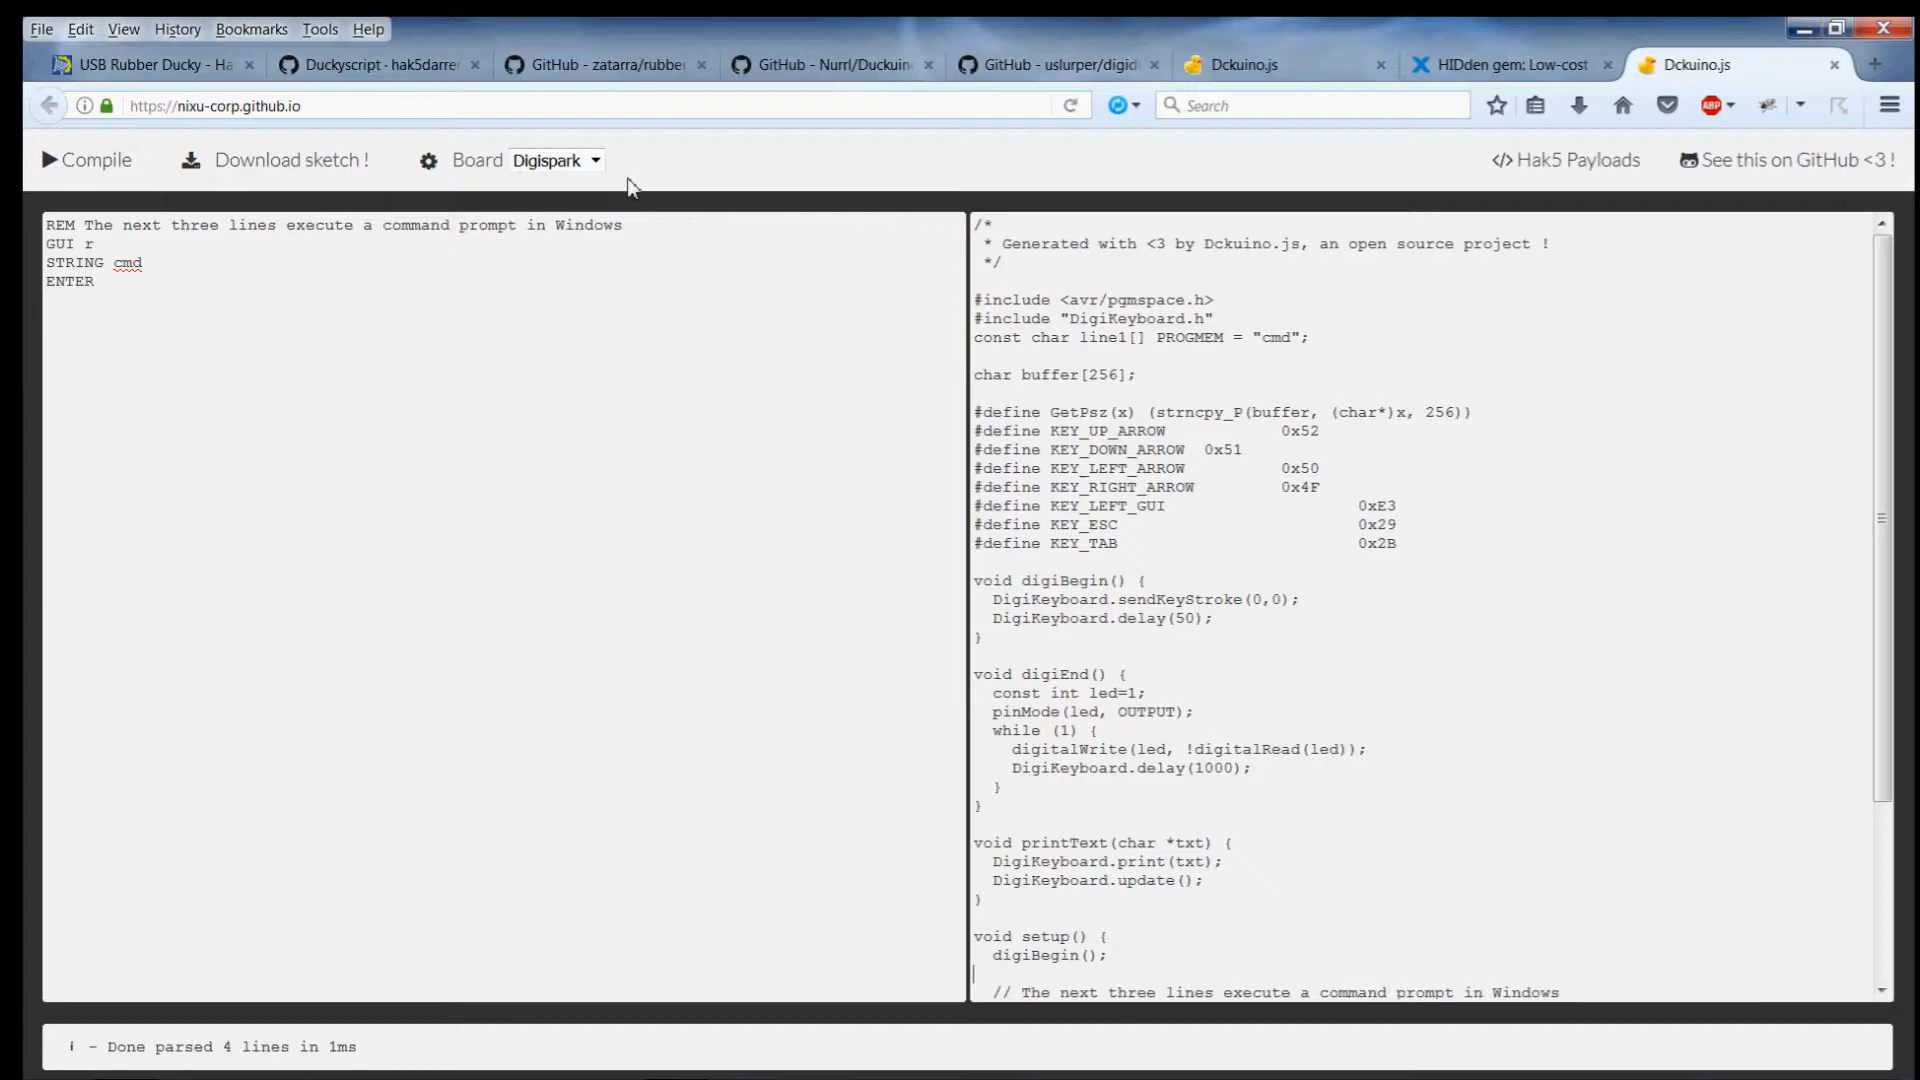 File Edit View History Bookmarks Tools Help
USB Rubber Ducky - Ha
Duckyscript · hak5darre
GitHub - zatarra/rubber
GitHub - Nurrl/Duckuin
GitHub - uslurper/digid
Dckuino.js
HIDden gem: Low-cost
Dckuino.js
https://nixu-corp.github.io
Search
ABP
Compile
Download sketch !
Board Digispark
</> Hak5 Payloads
See this on GitHub <3 !
REM The next three lines execute a command prompt in Windows
GUI r
STRING cmd
ENTER
/*
* Generated with <3 by Dckuino.js, an open source project !
*/
#include <avr/pgmspace.h>
#include "DigiKeyboard.h"
const char line1[] PROGMEM = "cmd";
char buffer[256];
#define GetPsz(x) (strncpy_P(buffer, (char*)x, 256))
#define KEY_UP_ARROW 0x52
#define KEY_DOWN_ARROW 0x51
#define KEY_LEFT_ARROW 0x50
#define KEY_RIGHT_ARROW 0x4F
#define KEY_LEFT_GUI 0xE3
#define KEY_ESC 0x29
#define KEY_TAB 0x2B
void digiBegin() {
DigiKeyboard.sendKeyStroke(0,0);
DigiKeyboard.delay(50);
}
void digiEnd() {
const int led=1;
pinMode(led, OUTPUT);
while (1) {
digitalWrite(led, !digitalRead(led));
DigiKeyboard.delay(1000);
}
}
void printText(char *txt) {
DigiKeyboard.print(txt);
DigiKeyboard.update();
}
void setup() {
digiBegin();
// The next three lines execute a command prompt in Windows
i - Done parsed 4 lines in 1ms